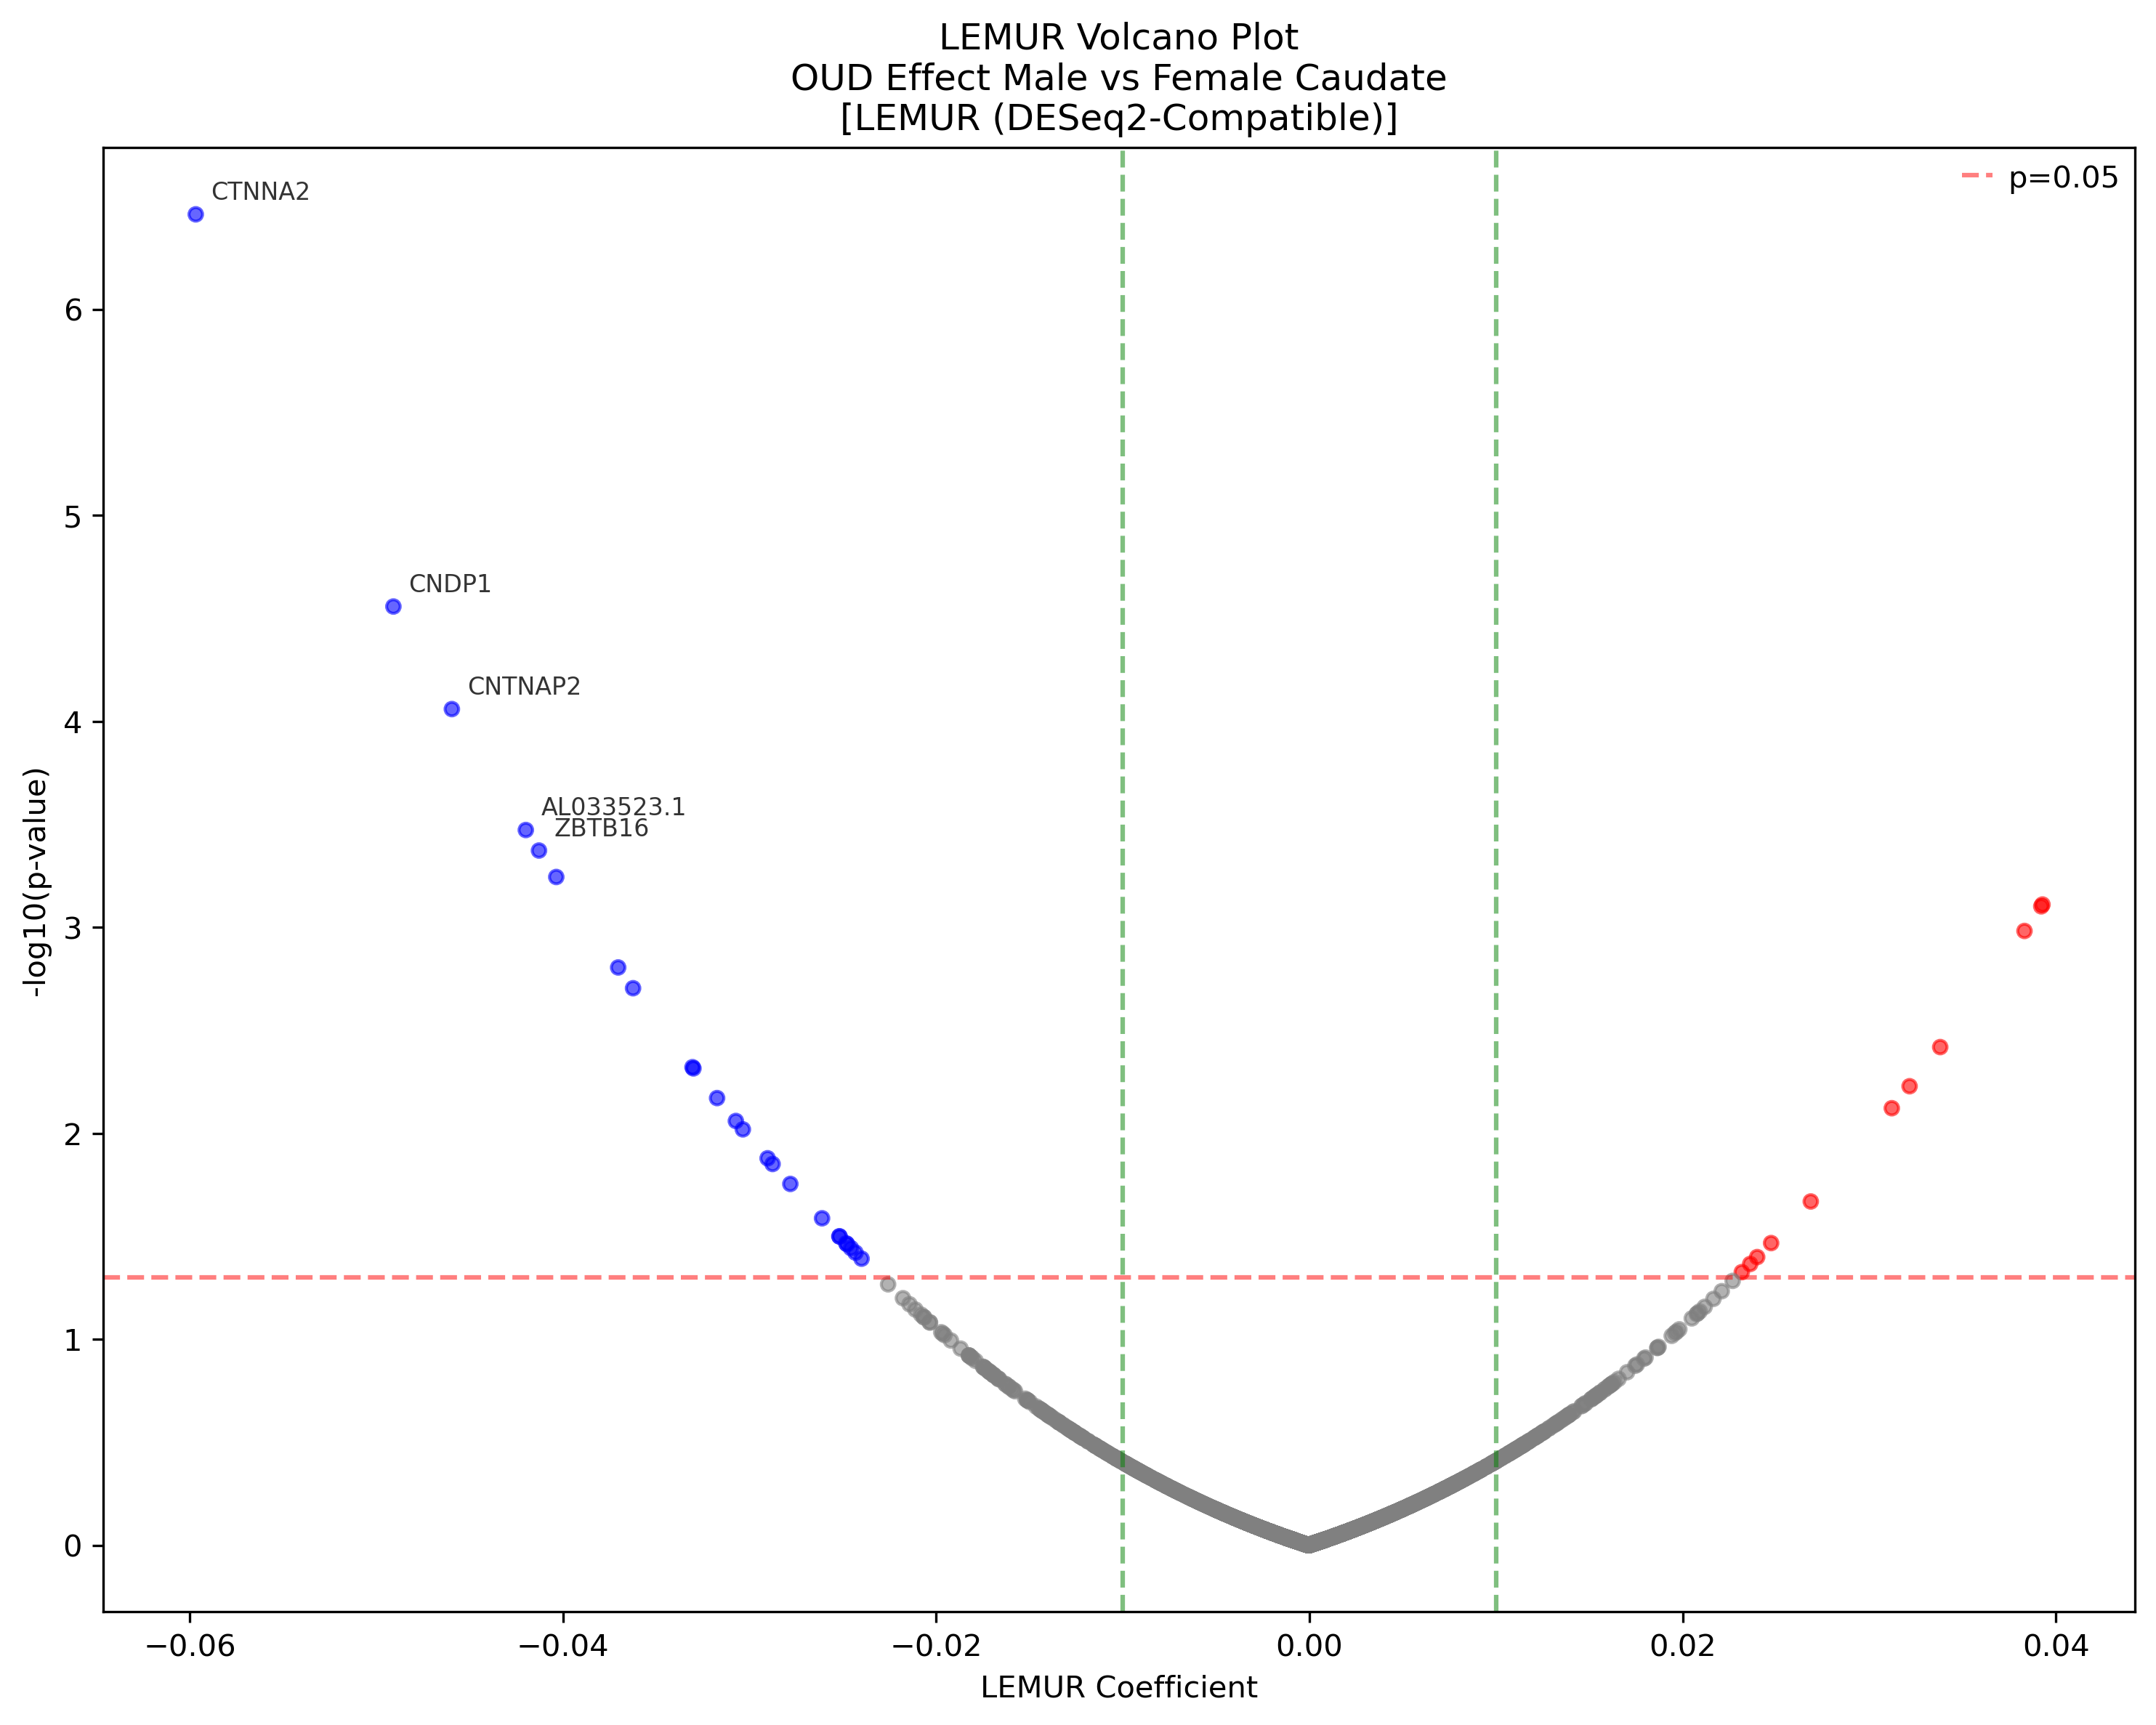 LEMUR Volcano Plot
OUD Effect Male vs Female Caudate
[LEMUR (DESeq2-Compatible)]
p=0.05
CTNNA2
CNDP1
CNTNAP2
AL033523.1
ZBTB16
-log10(p-value)
6
5
4
3
2
1
0
−0.06
−0.04
−0.02
0.00
0.02
0.04
LEMUR Coefficient